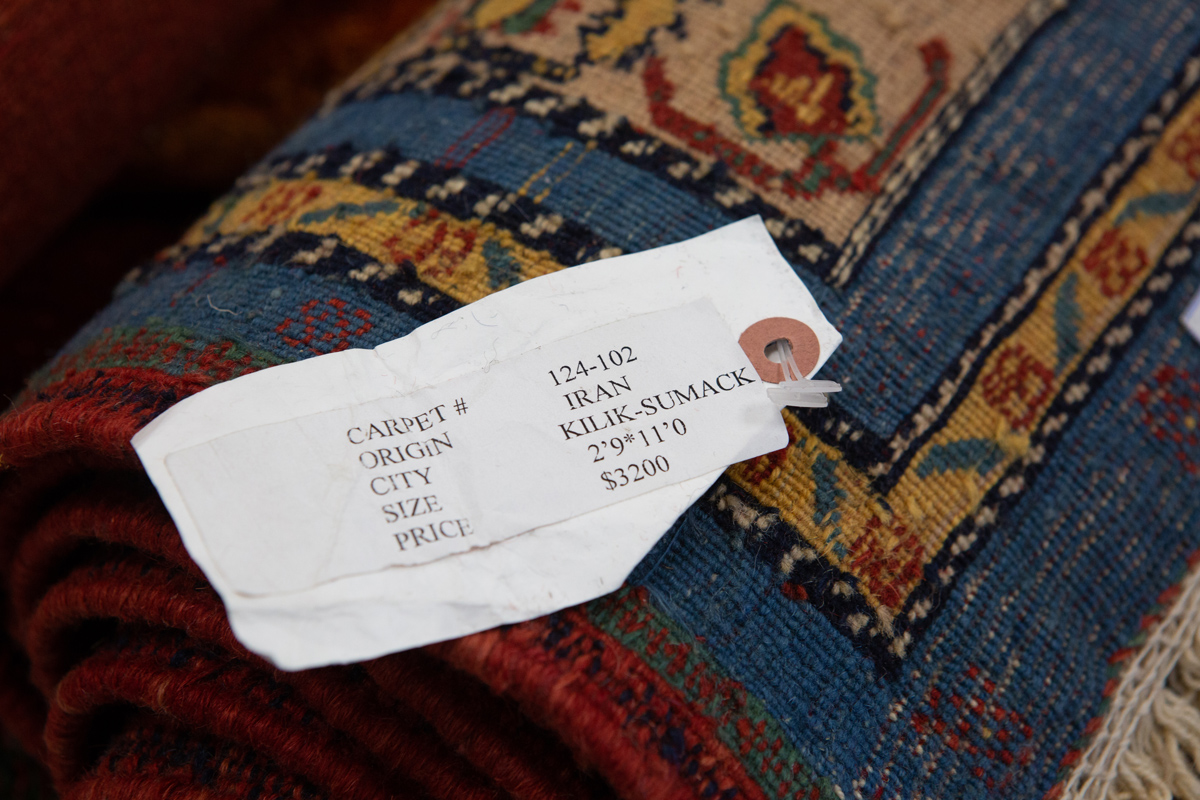 CARPET # 124-102
ORIGIN IRAN
CITY KILIK-SUMACK
SIZE 2’9*11’0
PRICE $3200